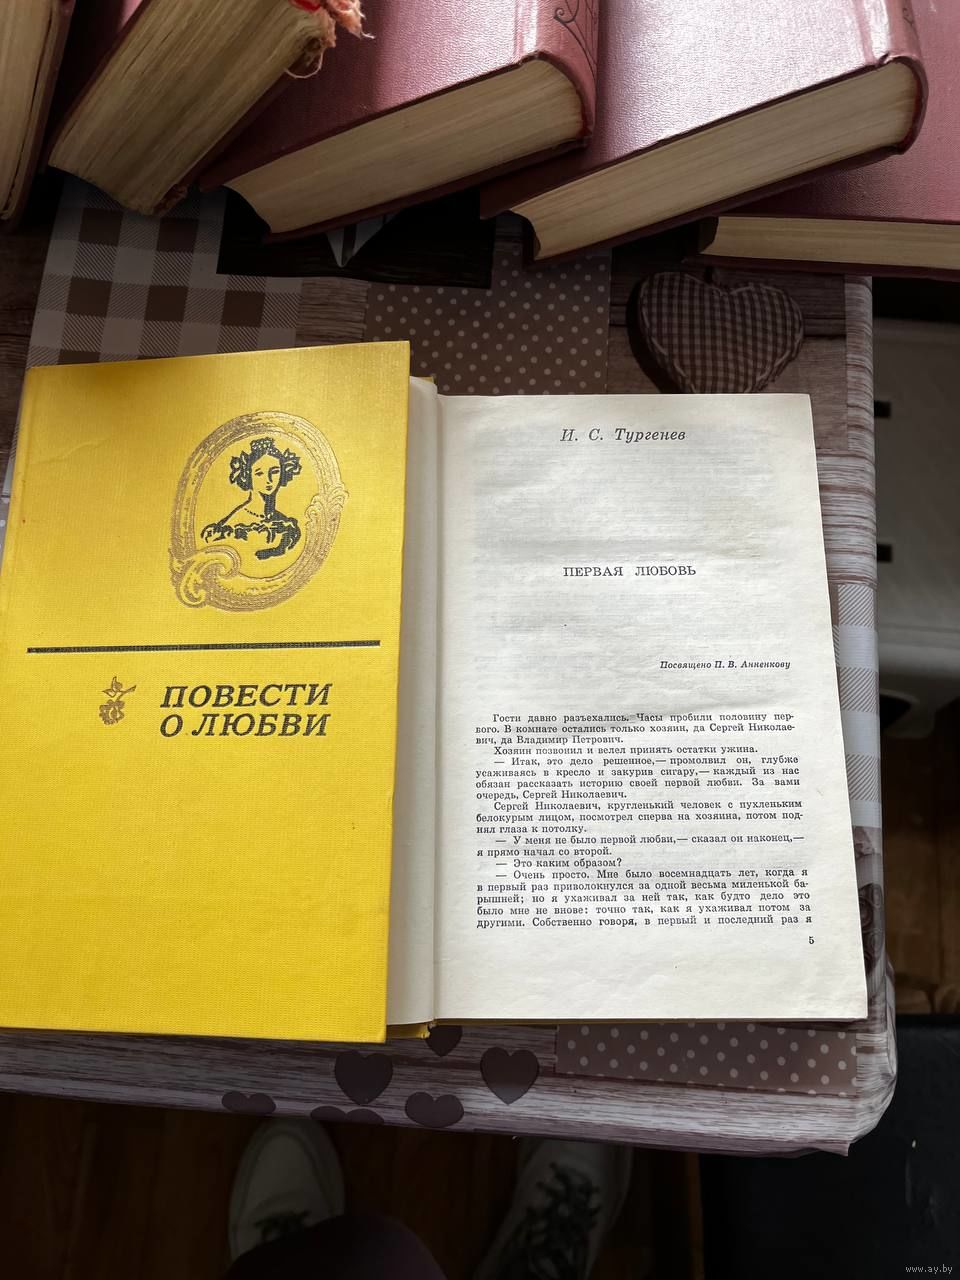 ПОВЕСТИ
О ЛЮБВИ
И. С. Тургенев
ПЕРВАЯ ЛЮБОВЬ
Посвящено П. В. Анненкову
Гости давно разъехались. Часы пробили половину пер-
вого. В комнате остались только хозяин, да Сергей Николае-
вич, да Владимир Петрович.
Хозяин позвонил и велел принять остатки ужина.
— Итак, это дело решенное,— промолвил он, глубже
усаживаясь в кресло и закурив сигару,— каждый из нас
обязан рассказать историю своей первой любви. За вами
очередь, Сергей Николаевич.
Сергей Николаевич, кругленький человек с пухленьким
белокурым лицом, посмотрел сперва на хозяина, потом под-
нял глаза к потолку.
— У меня не было первой любви,— сказал он наконец,—
я прямо начал со второй.
— Это каким образом?
— Очень просто. Мне было восемнадцать лет, когда я
в первый раз приволокнулся за одной весьма миленькой ба-
рышней; но я ухаживал за ней так, как будто дело это
было мне не внове: точно так, как я ухаживал потом за
другими. Собственно говоря, в первый и последний раз я
5
www.ay.by